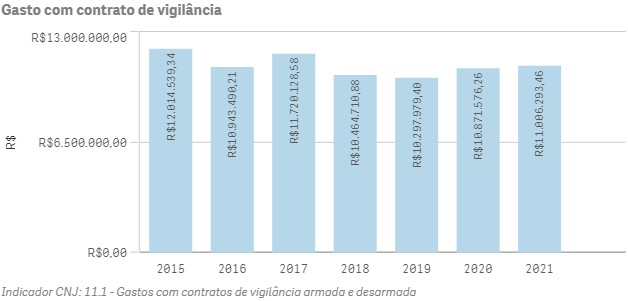 Gasto com contrato de vigilância
R$13.000.000,00
R$6.500.000,00
R$0,00
R$
R$12.014.539,34
R$10.943.490,21
R$11.720.128,58
R$10.464.710,88
R$10.297.979,40
R$10.871.576,26
R$11.006.293,46
2015 2016 2017 2018 2019 2020 2021
Indicador CNJ: 11.1 - Gastos com contratos de vigilância armada e desarmada